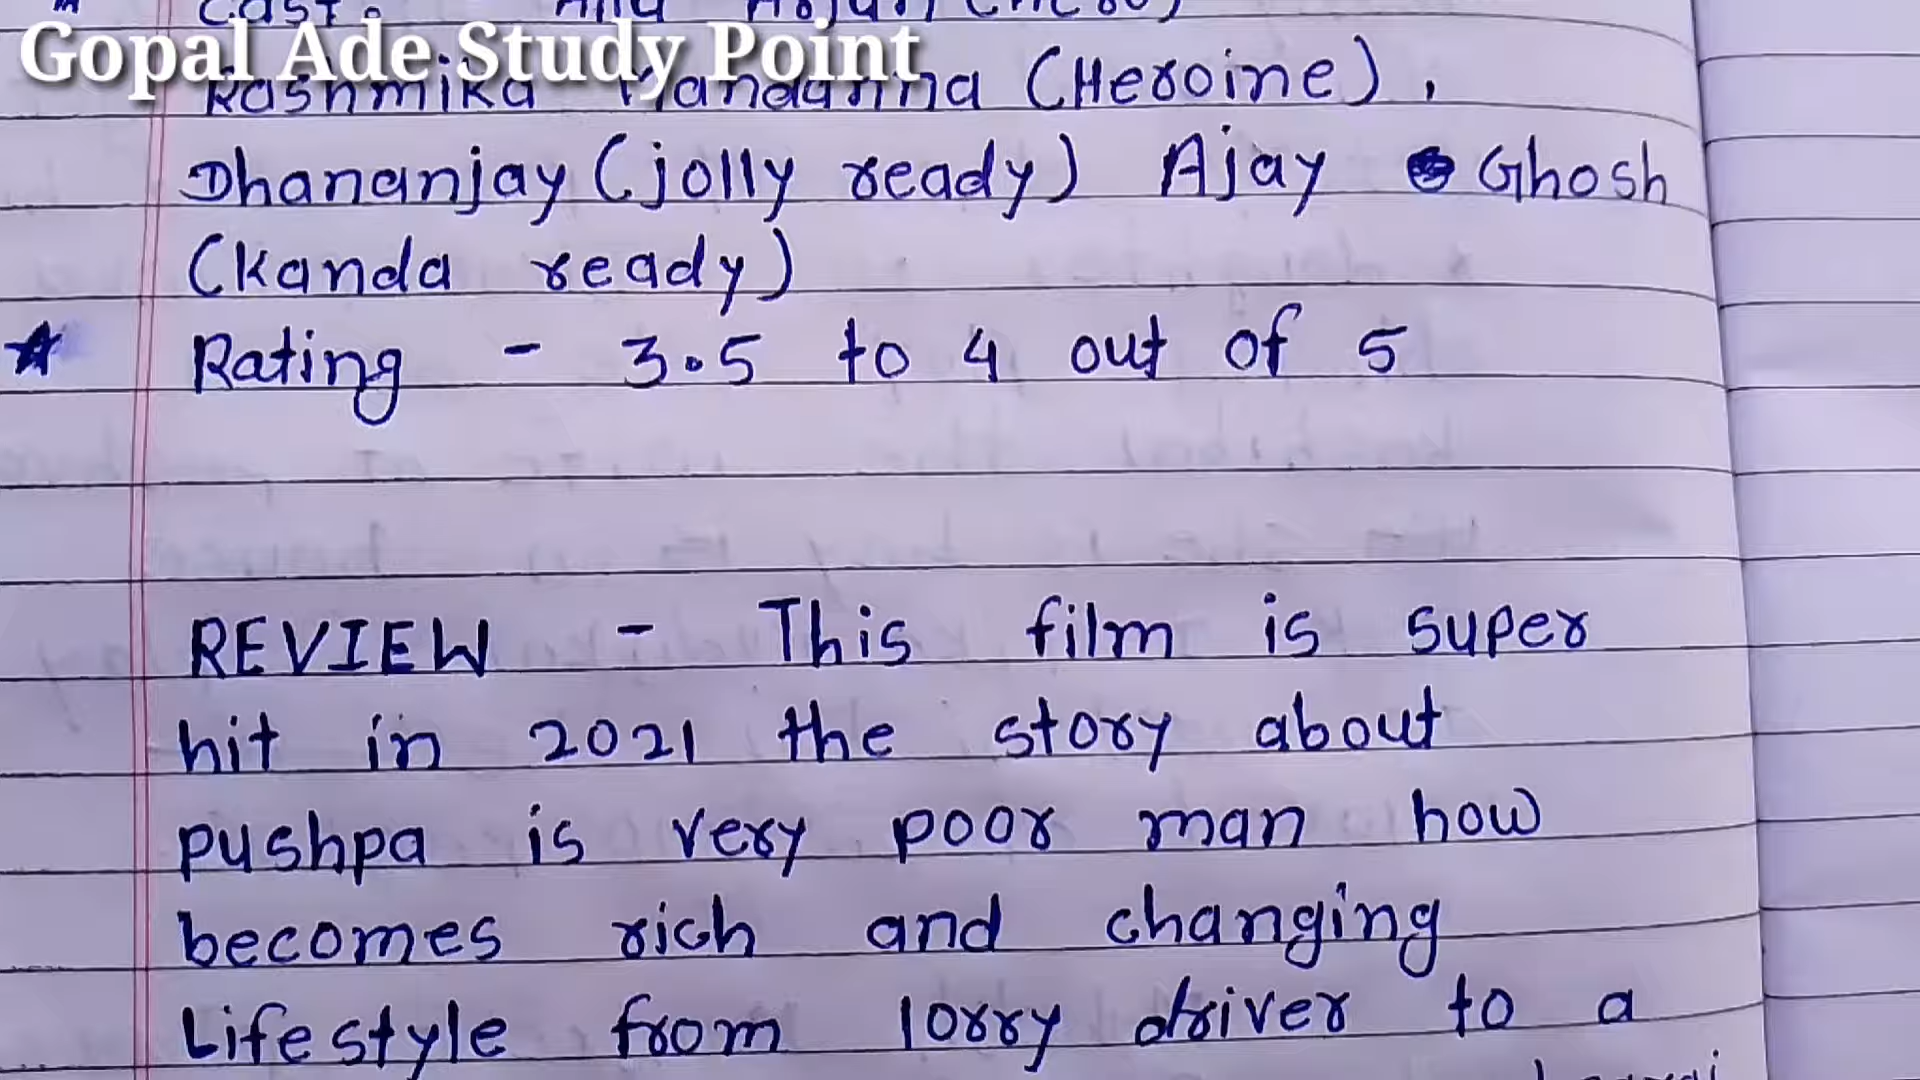 Gopal Ade Study Point
Rashmika Mandanna (Heroine),
Dhananjay (jolly ready) Ajay Ghosh
(Kanda ready)
Rating - 3.5 to 4 out of 5
REVIEW - This film is super
hit in 2021 the story about
pushpa is very poor man how
becomes rich and changing
Lifestyle from lorry driver to a